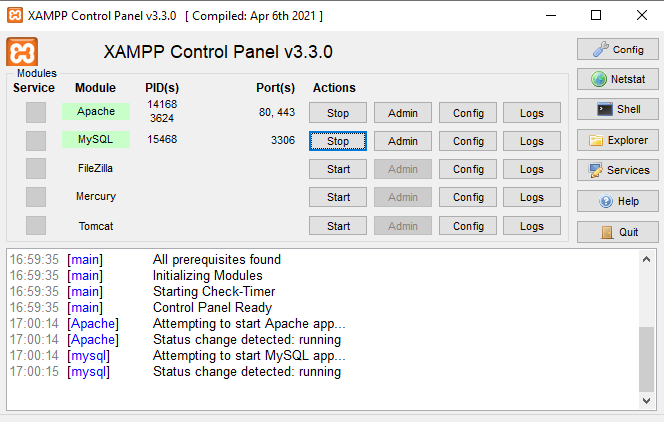 XAMPP Control Panel v3.3.0 [ Compiled: Apr 6th 2021 ]
XAMPP Control Panel v3.3.0
Config
Modules
Service Module PID(s) Port(s) Actions
Netstat
Apache 14168 3624 80, 443 Stop Admin Config Logs
Shell
MySQL 15468 3306 Stop Admin Config Logs
Explorer
FileZilla Start Admin Config Logs
Services
Mercury Start Admin Config Logs
Help
Tomcat Start Admin Config Logs
Quit
16:59:35 [main] All prerequisites found
16:59:35 [main] Initializing Modules
16:59:35 [main] Starting Check-Timer
16:59:35 [main] Control Panel Ready
17:00:14 [Apache] Attempting to start Apache app...
17:00:14 [Apache] Status change detected: running
17:00:14 [mysql] Attempting to start MySQL app...
17:00:15 [mysql] Status change detected: running